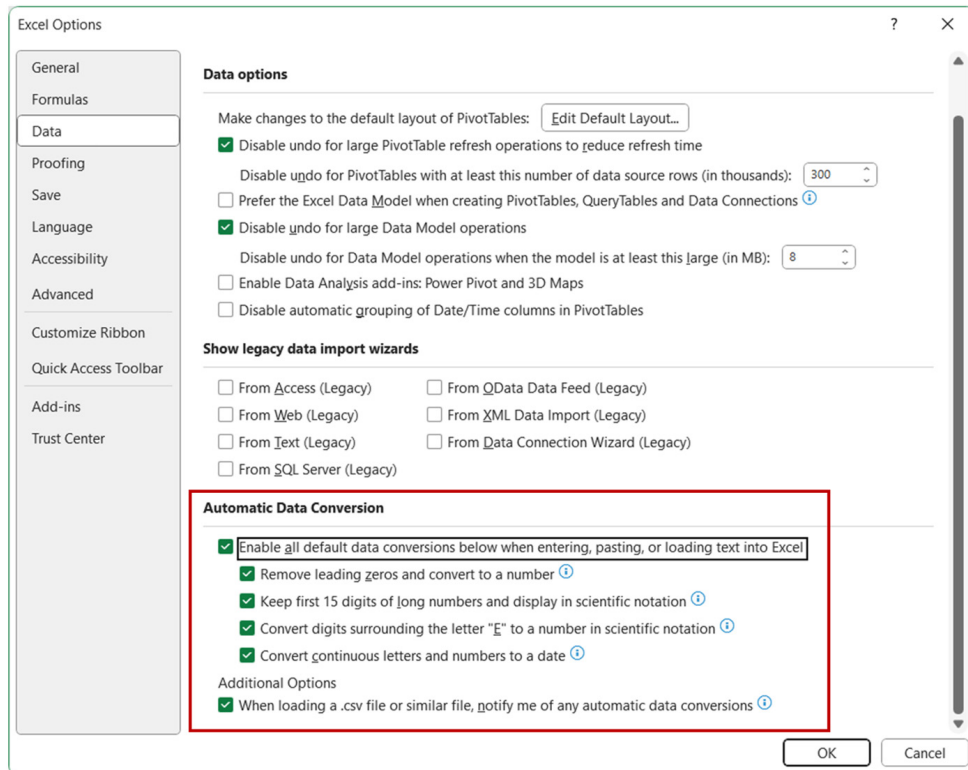 Excel Options
?
General
Formulas
Data
Proofing
Save
Language
Accessibility
Advanced
Customize Ribbon
Quick Access Toolbar
Add-ins
Trust Center
Data options
Make changes to the default layout of PivotTables: Edit Default Layout...
Disable undo for large PivotTable refresh operations to reduce refresh time
Disable undo for PivotTables with at least this number of data source rows (in thousands): 300
Prefer the Excel Data Model when creating PivotTables, QueryTables and Data Connections
Disable undo for large Data Model operations
Disable undo for Data Model operations when the model is at least this large (in MB): 8
Enable Data Analysis add-ins: Power Pivot and 3D Maps
Disable automatic grouping of Date/Time columns in PivotTables
Show legacy data import wizards
From Access (Legacy) From OData Data Feed (Legacy)
From Web (Legacy) From XML Data Import (Legacy)
From Text (Legacy) From Data Connection Wizard (Legacy)
From SQL Server (Legacy)
Automatic Data Conversion
Enable all default data conversions below when entering, pasting, or loading text into Excel
Remove leading zeros and convert to a number
Keep first 15 digits of long numbers and display in scientific notation
Convert digits surrounding the letter "E" to a number in scientific notation
Convert continuous letters and numbers to a date
Additional Options
When loading a .csv file or similar file, notify me of any automatic data conversions
OK Cancel